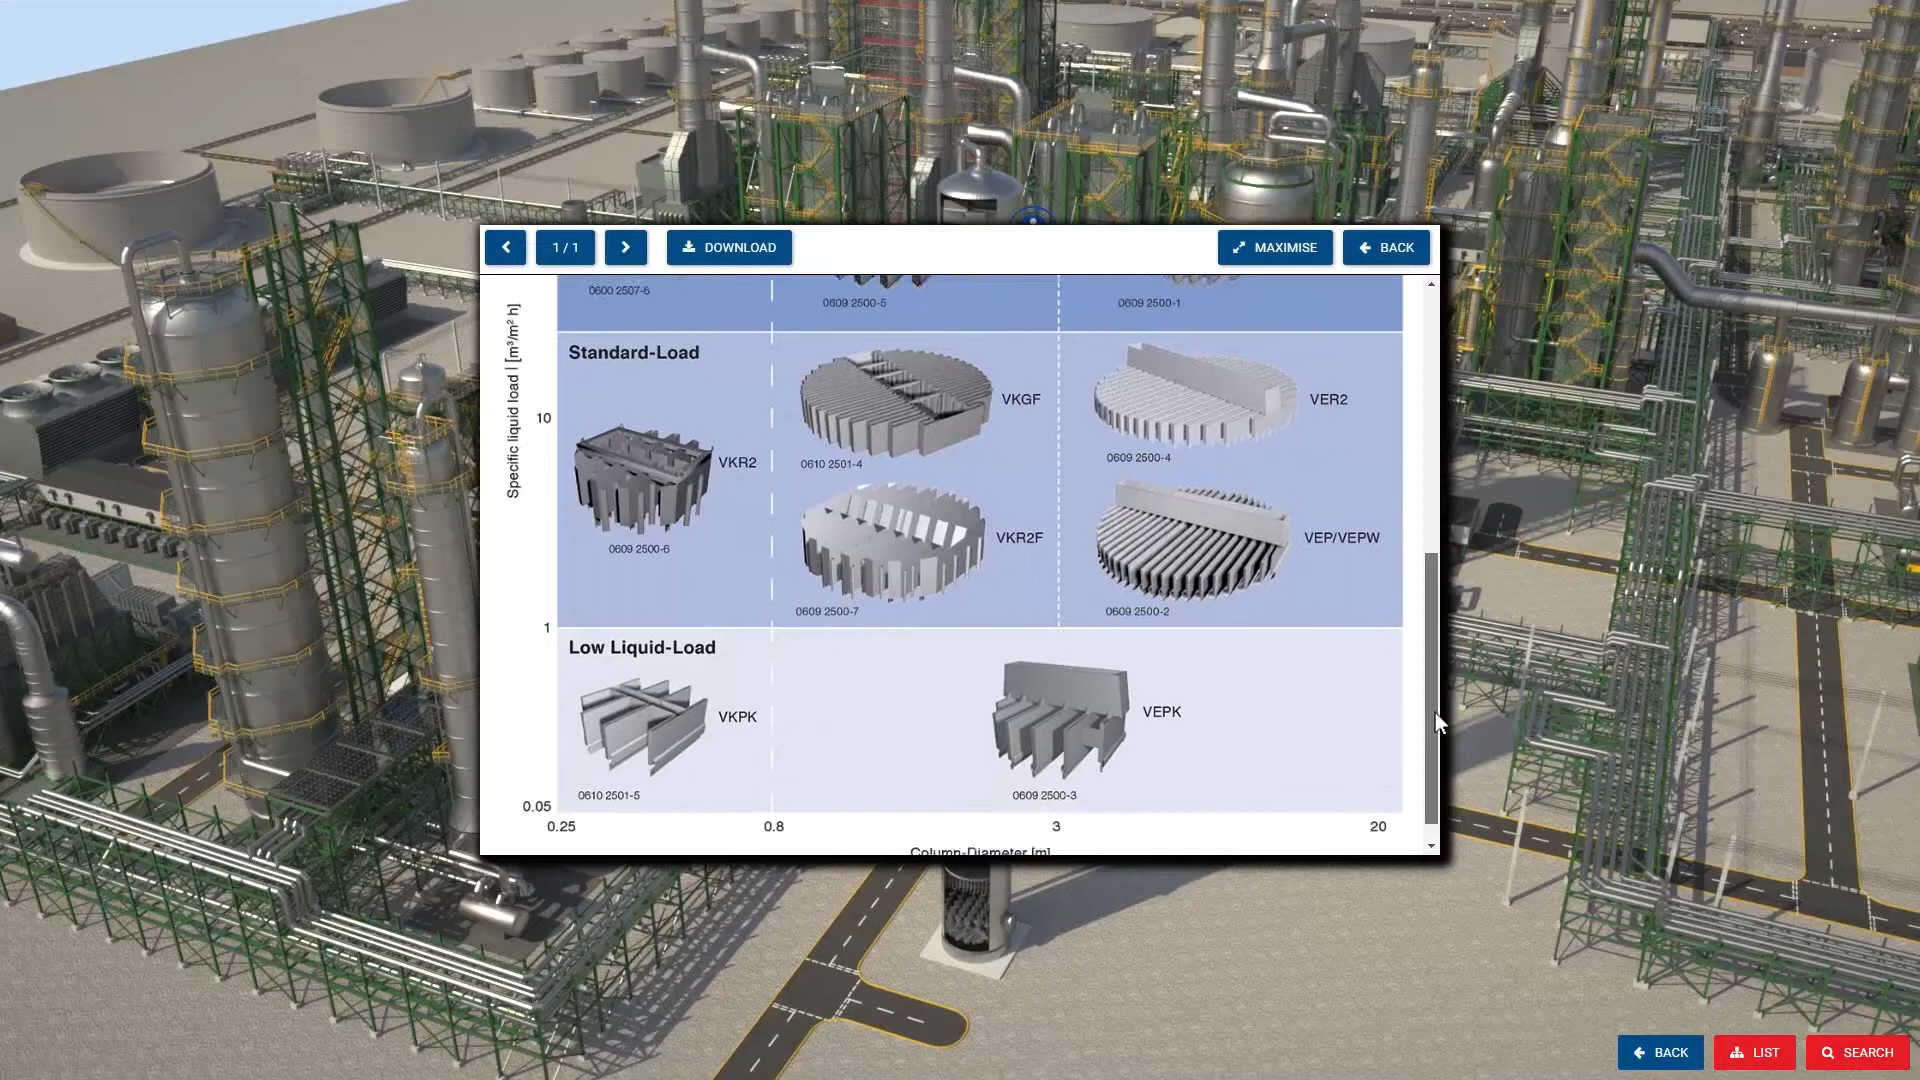 1 / 1
DOWNLOAD
MAXIMISE
BACK
0600 2507-6
0609 2500-5
0609 2500-1
Specific liquid load | [m³/m² h]
Standard-Load
VKGF
VER2
10
0610 2501-4
0609 2500-4
VKR2
0609 2500-6
VKR2F
VEP/VEPW
0609 2500-7
0609 2500-2
1
Low Liquid-Load
VKPK
VEPK
0610 2501-5
0609 2500-3
0.05
0.25
0.8
3
20
Column-Diameter [m]
BACK
LIST
SEARCH